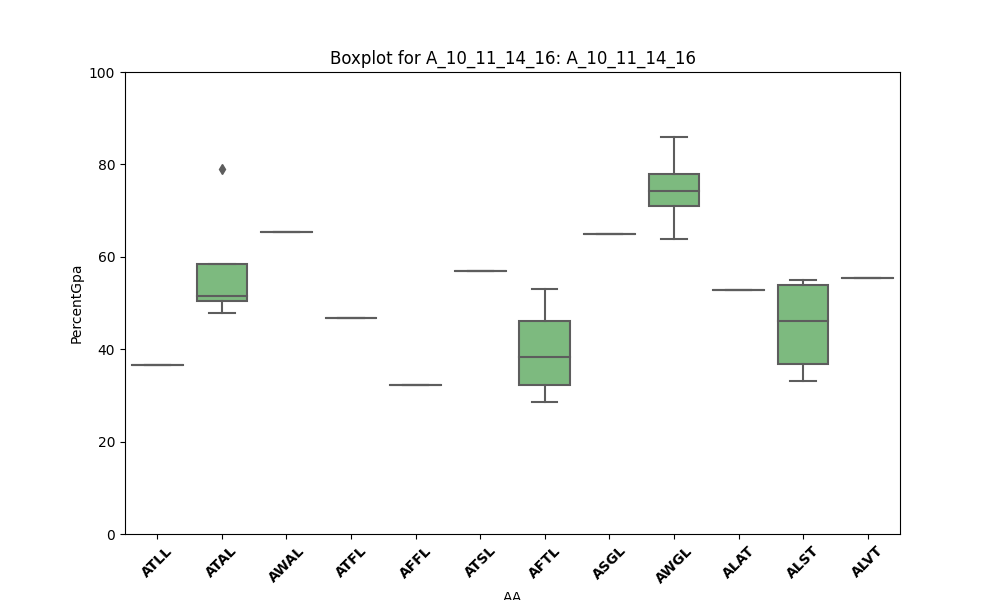 Boxplot for A_10_11_14_16: A_10_11_14_16
100
80
60
40
20
0
PercentGpa
ATLL
ATAL
AWAL
ATFL
AFFL
ATSL
AFTL
ASGL
AWGL
ALAT
ALST
ALVT
AA